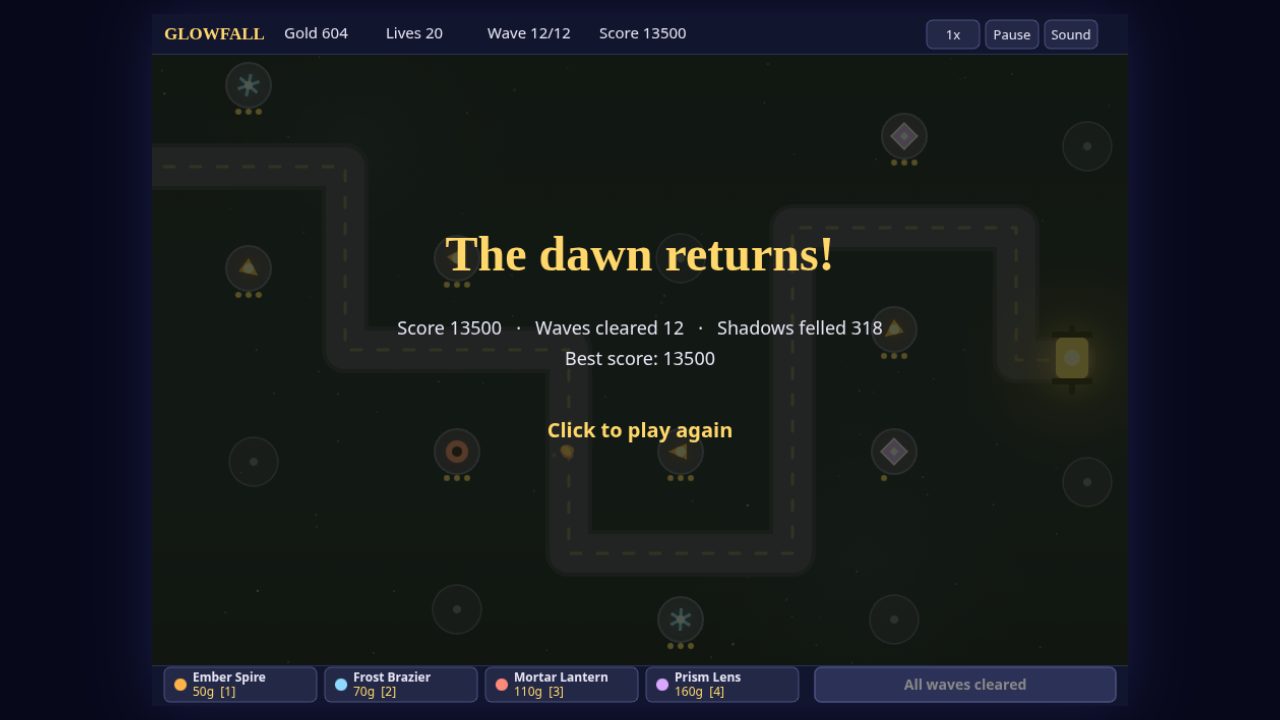 GLOWFALL Gold 604 Lives 20 Wave 12/12 Score 13500 1x Pause Sound
The dawn returns!
Score 13500 · Waves cleared 12 · Shadows felled 318
Best score: 13500
Click to play again
Ember Spire
50g [1]
Frost Brazier
70g [2]
Mortar Lantern
110g [3]
Prism Lens
160g [4]
All waves cleared